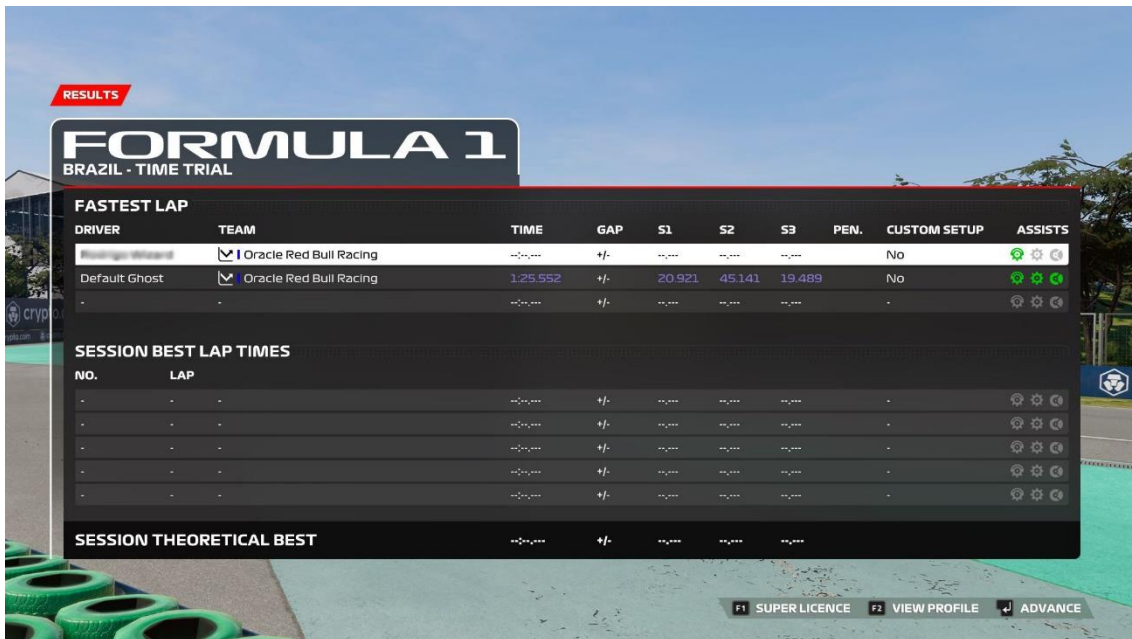 RESULTS
FORMULA 1
BRAZIL - TIME TRIAL
FASTEST LAP
DRIVER TEAM TIME GAP S1 S2 S3 PEN. CUSTOM SETUP ASSISTS
Oracle Red Bull Racing --:--.--- +/- --.--- --.--- --.--- No
Default Ghost Oracle Red Bull Racing 1:25.552 +/- 20.921 45.141 19.489 No
- - --:--.--- +/- --.--- --.--- --.--- -
SESSION BEST LAP TIMES
NO. LAP
- - - --:--.--- +/- --.--- --.--- --.--- -
- - - --:--.--- +/- --.--- --.--- --.--- -
- - - --:--.--- +/- --.--- --.--- --.--- -
- - - --:--.--- +/- --.--- --.--- --.--- -
- - - --:--.--- +/- --.--- --.--- --.--- -
SESSION THEORETICAL BEST --:--.--- +/- --.--- --.--- --.---
crypto.
F1 SUPER LICENCE F2 VIEW PROFILE ADVANCE